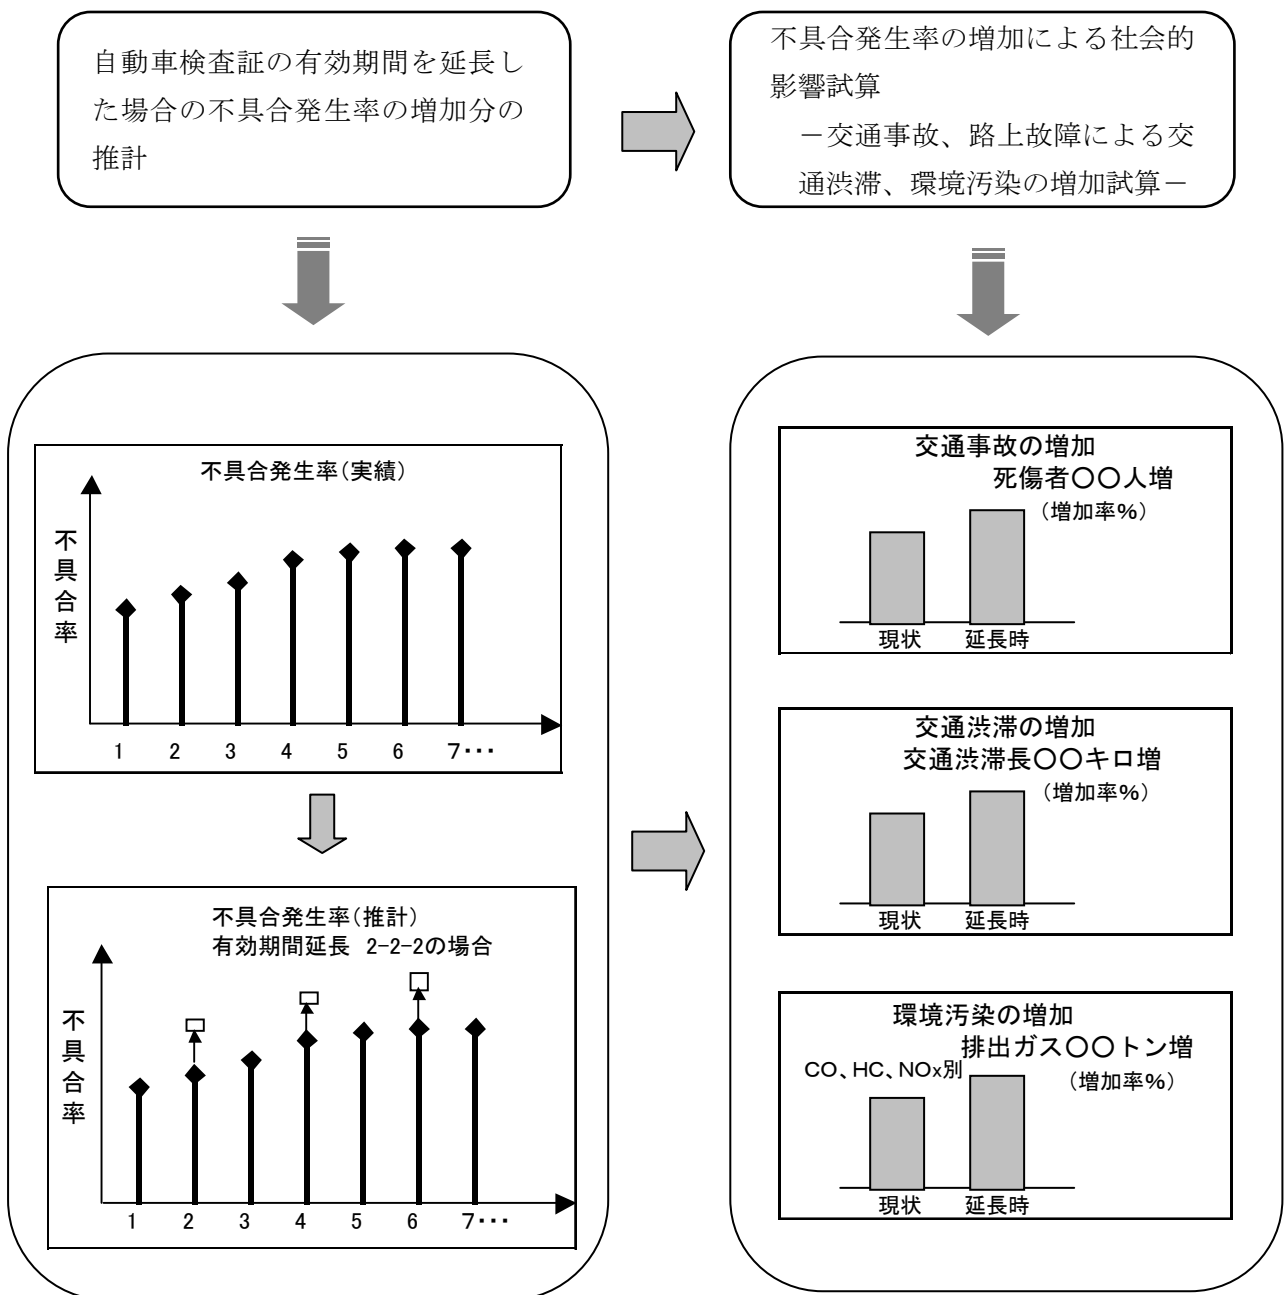 自動車検査証の有効期間を延長し
た場合の不具合発生率の増加分の
推計
不具合発生率の増加による社会的
影響試算
－交通事故、路上故障による交
通渋滞、環境汚染の増加試算－
不具合発生率(実績)
不具合率
1 2 3 4 5 6 7･･･
不具合発生率(推計)
有効期間延長 2-2-2の場合
不具合率
1 2 3 4 5 6 7･･･
交通事故の増加
死傷者〇〇人増
(増加率%)
現状 延長時
交通渋滞の増加
交通渋滞長〇〇キロ増
(増加率%)
現状 延長時
環境汚染の増加
排出ガス〇〇トン増
CO、HC、NOx別
(増加率%)
現状 延長時